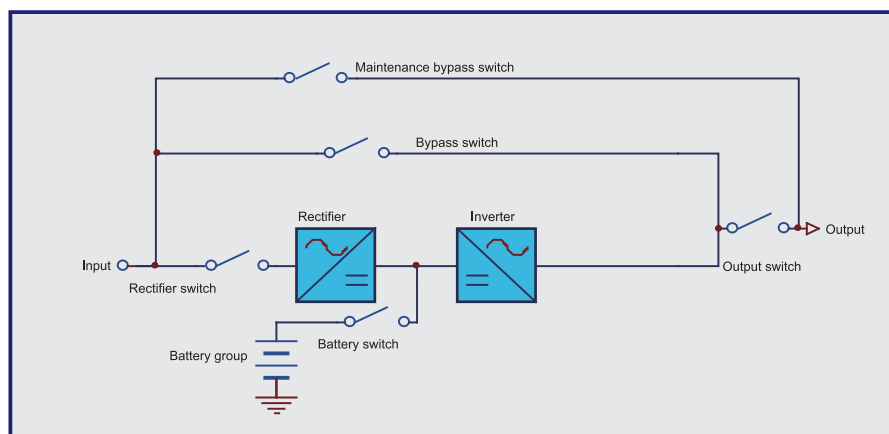 Maintenance bypass switch
Bypass switch
Rectifier
Inverter
Input
Output
Rectifier switch
Output switch
Battery switch
Battery group